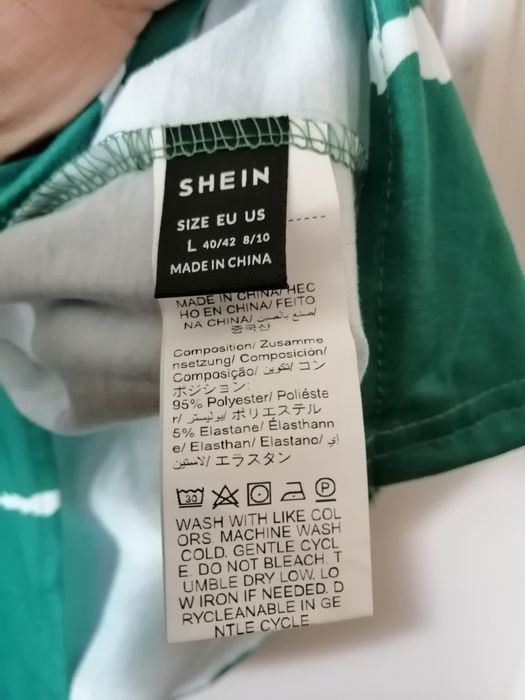 SHEIN
SIZE EU US
L 40/42 8/10
MADE IN CHINA
MADE IN CHINA/ HEC
HO EN CHINA/ FEITO
NA CHINA/ صنع بالصين/
중국산
Composition/ Zusamme
nsetzung/ Composición/
Composição/ تكوين/ コン
ポジション:
95% Polyester/ Poliéste
r/ بوليستر/ ポリエステル
5% Elastane/ Élasthann
e/ Elasthan/ Elastano/ إي
لاستين/ エラスタン
30
P
WASH WITH LIKE COL
ORS. MACHINE WASH
COLD. GENTLE CYCL
E. DO NOT BLEACH. T
UMBLE DRY LOW. LO
W IRON IF NEEDED. D
RYCLEANABLE IN GE
NTLE CYCLE.